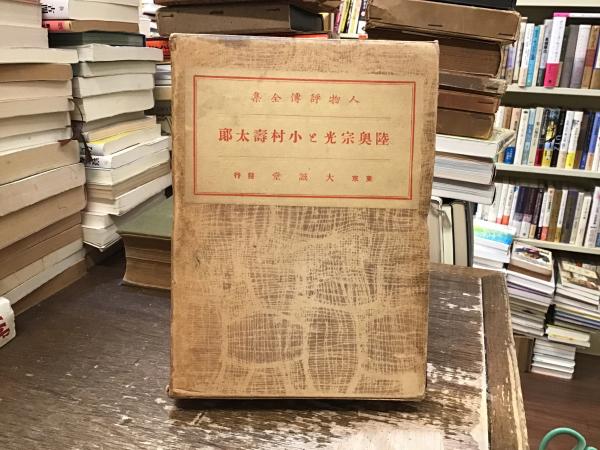 人物評傳全集
陸奧宗光と小村壽太郎
東京 大誠堂 發行